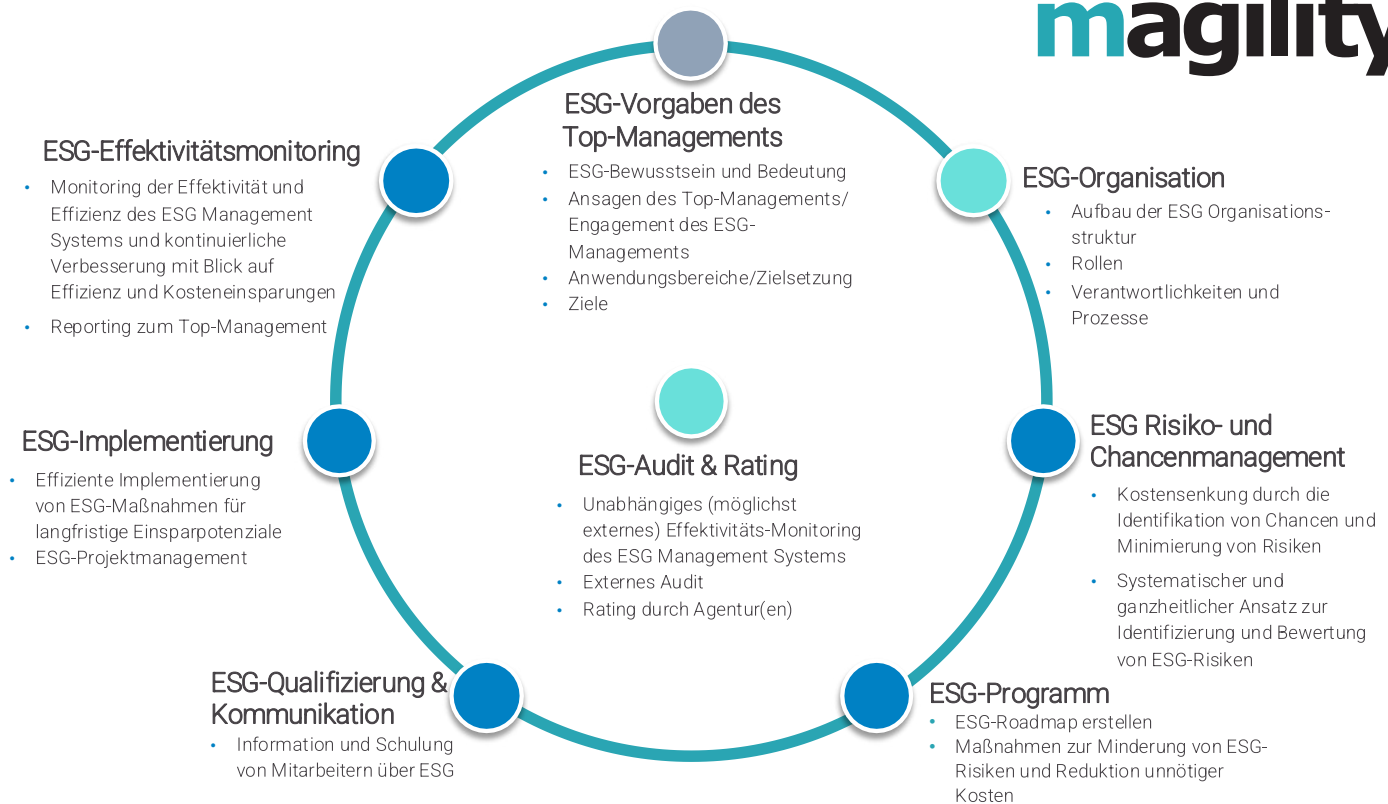 magility
ESG-Vorgaben des
Top-Managements
• ESG-Bewusstsein und Bedeutung
• Ansagen des Top-Managements/
Engagement des ESG-
Managements
• Anwendungsbereiche/Zielsetzung
• Ziele
ESG-Organisation
• Aufbau der ESG Organisations-
struktur
• Rollen
• Verantwortlichkeiten und
Prozesse
ESG Risiko- und
Chancenmanagement
• Kostensenkung durch die
Identifikation von Chancen und
Minimierung von Risiken
• Systematischer und
ganzheitlicher Ansatz zur
Identifizierung und Bewertung
von ESG-Risiken
ESG-Programm
• ESG-Roadmap erstellen
• Maßnahmen zur Minderung von ESG-
Risiken und Reduktion unnötiger
Kosten
ESG-Qualifizierung &
Kommunikation
• Information und Schulung
von Mitarbeitern über ESG
ESG-Implementierung
• Effiziente Implementierung
von ESG-Maßnahmen für
langfristige Einsparpotenziale
• ESG-Projektmanagement
ESG-Effektivitätsmonitoring
• Monitoring der Effektivität und
Effizienz des ESG Management
Systems und kontinuierliche
Verbesserung mit Blick auf
Effizienz und Kosteneinsparungen
• Reporting zum Top-Management
ESG-Audit & Rating
• Unabhängiges (möglichst
externes) Effektivitäts-Monitoring
des ESG Management Systems
• Externes Audit
• Rating durch Agentur(en)